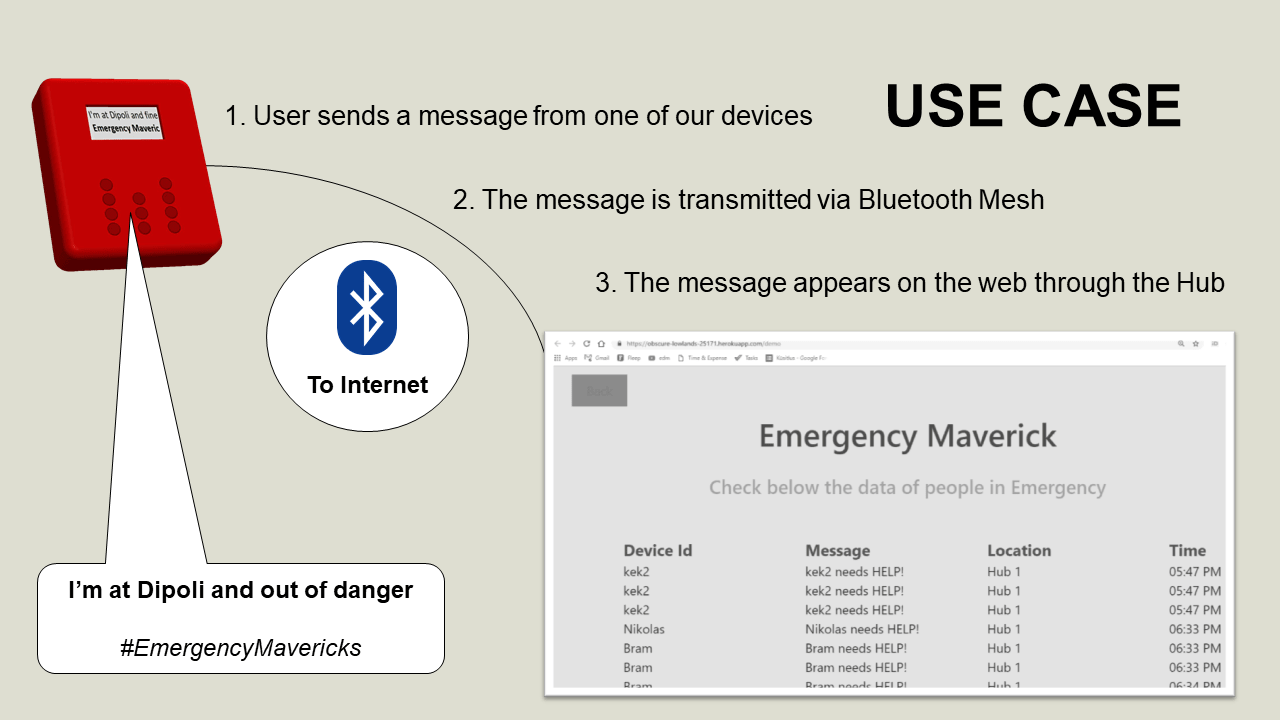 USE CASE
I'm at Dipoli and fine
Emergency Maveric
1. User sends a message from one of our devices
2. The message is transmitted via Bluetooth Mesh
3. The message appears on the web through the Hub
To Internet
I'm at Dipoli and out of danger
#EmergencyMavericks
https://obscure-lowlands-25171.herokuapp.com/demo
Apps Gmail Fleep edm Time & Expense Tasks Käsitius - Google
Back
Emergency Maverick
Check below the data of people in Emergency
Device Id Message Location Time
kek2 kek2 needs HELP! Hub 1 05:47 PM
kek2 kek2 needs HELP! Hub 1 05:47 PM
kek2 kek2 needs HELP! Hub 1 05:47 PM
Nikolas Nikolas needs HELP! Hub 1 06:33 PM
Bram Bram needs HELP! Hub 1 06:33 PM
Bram Bram needs HELP! Hub 1 06:33 PM
Bram Bram needs HELP! Hub 1 06:34 PM